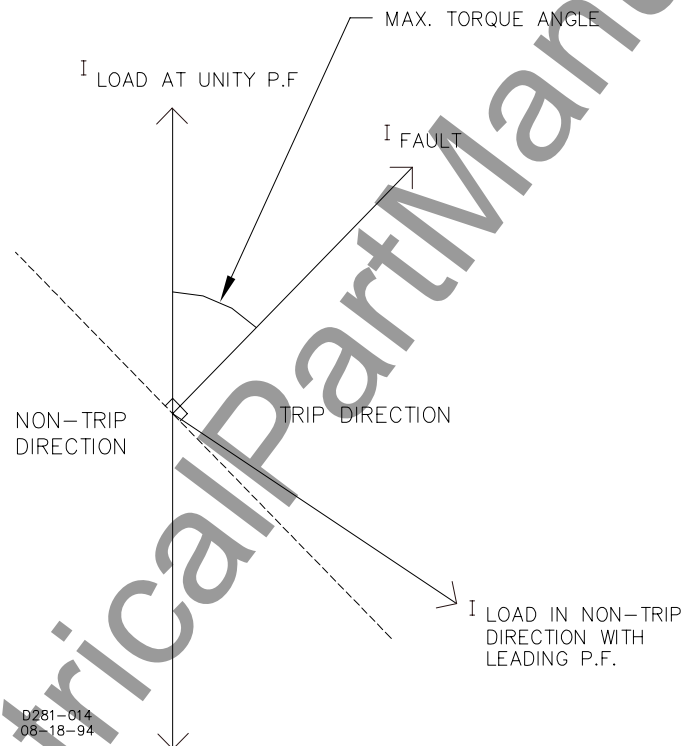 MAX. TORQUE ANGLE
I LOAD AT UNITY P.F
I FAULT
NON-TRIP
DIRECTION
TRIP DIRECTION
I LOAD IN NON-TRIP
DIRECTION WITH
LEADING P.F.
D281-014
08-18-94
tricalPartManu